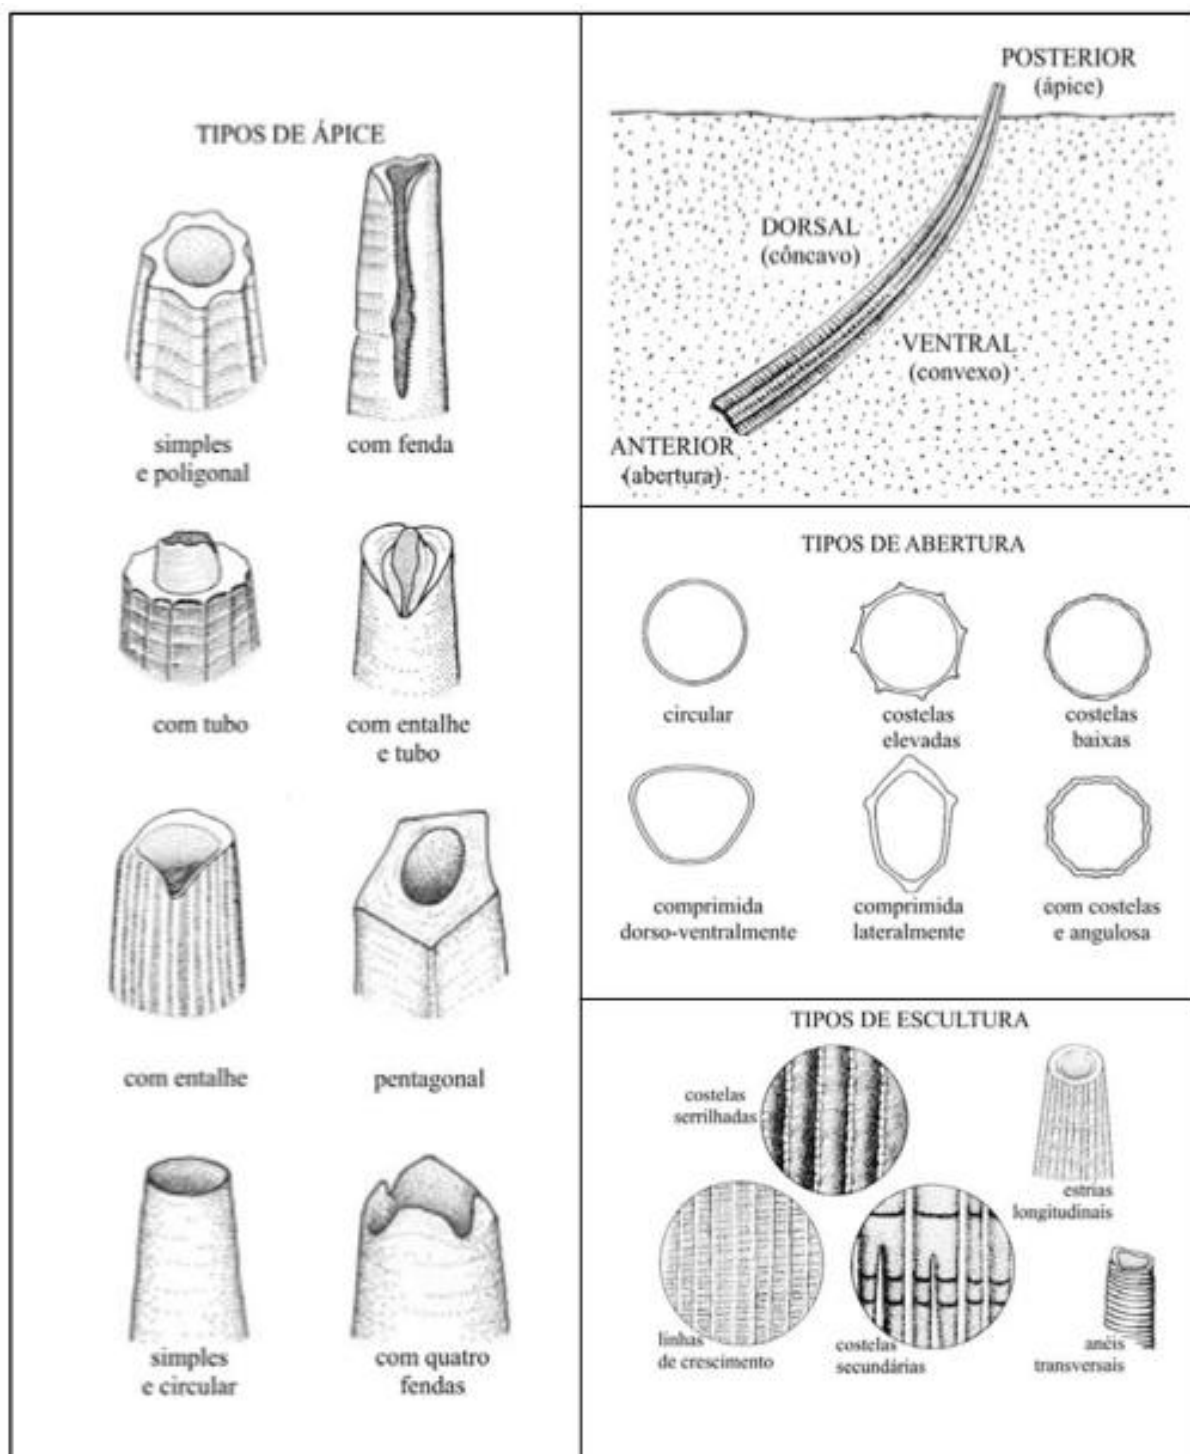 TIPOS DE ÁPICE
simples
e poligonal
com fenda
com tubo
com entalhe
e tubo
com entalhe
pentagonal
simples
e circular
com quatro
fendas
POSTERIOR
(ápice)
DORSAL
(côncavo)
VENTRAL
(convexo)
ANTERIOR
(abertura)
TIPOS DE ABERTURA
circular
costelas
elevadas
costelas
baixas
comprimida
dorso-ventralmente
comprimida
lateralmente
com costelas
e angulosa
TIPOS DE ESCULTURA
costelas
serrilhadas
estrias
longitudinais
linhas
de crescimento
costelas
secundárias
anéis
transversais